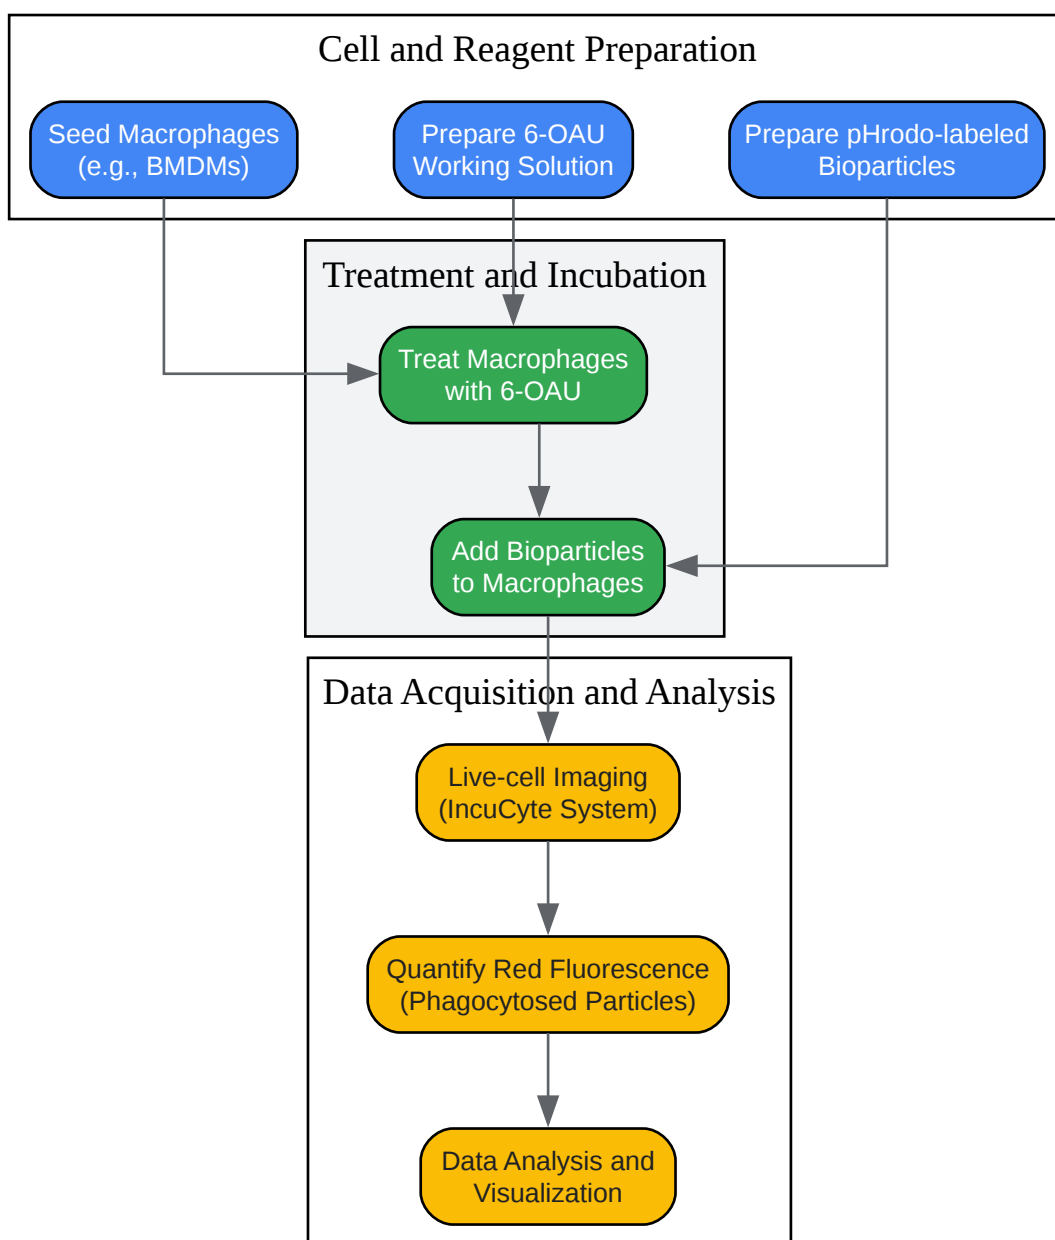 Cell and Reagent Preparation
Seed Macrophages
(e.g., BMDMs)
Prepare 6-OAU
Working Solution
Prepare pHrodo-labeled
Bioparticles
Treatment and Incubation
Treat Macrophages
with 6-OAU
Add Bioparticles
to Macrophages
Data Acquisition and Analysis
Live-cell Imaging
(IncuCyte System)
Quantify Red Fluorescence
(Phagocytosed Particles)
Data Analysis and
Visualization